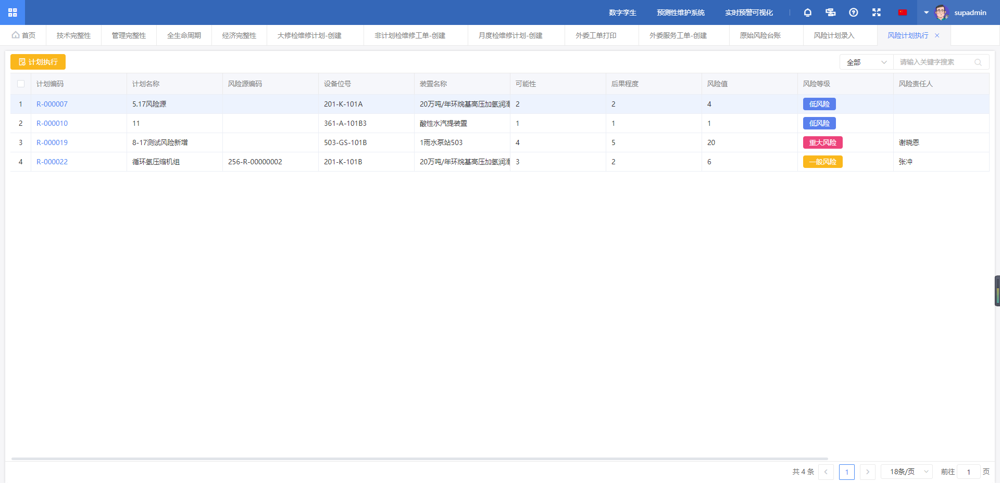 数字孪生 预测性维护系统 实时预警可视化 supadmin
首页 技术完整性 管理完整性 全生命周期 经济完整性 大修检维修计划-创建 非计划检维修工单-创建 月度检维修计划-创建 外委工单打印 外委服务工单-创建 原始风险台账 风险计划录入 风险计划执行
计划执行 全部 请输入关键字搜索
计划编码 计划名称 风险源编码 设备位号 装置名称 可能性 后果程度 风险值 风险等级 风险责任人
1 R-000007 5.17风险源 201-K-101A 20万吨/年环烷基高压加氢润滑 2 2 4 低风险
2 R-000010 11 361-A-101B3 酸性水汽提装置 1 1 1 低风险
3 R-000019 8-17测试风险新增 503-GS-101B 1雨水泵站503 4 5 20 重大风险 谢晓恩
4 R-000022 循环氢压缩机组 256-R-00000002 201-K-101B 20万吨/年环烷基高压加氢润滑 3 2 6 一般风险 张冲
共 4 条 1 18条/页 前往 1 页